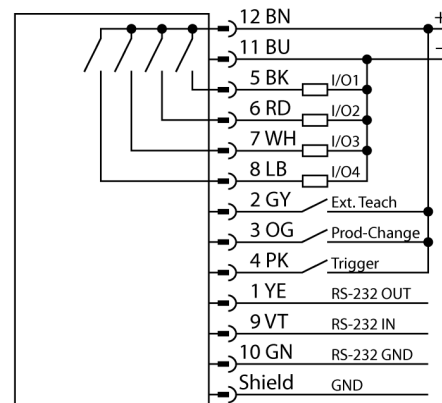 12 BN +
11 BU –
5 BK I/O1
6 RD I/O2
7 WH I/O3
8 LB I/O4
2 GY Ext. Teach
3 OG Prod-Change
4 PK Trigger
1 YE RS-232 OUT
9 VT RS-232 IN
10 GN RS-232 GND
Shield GND